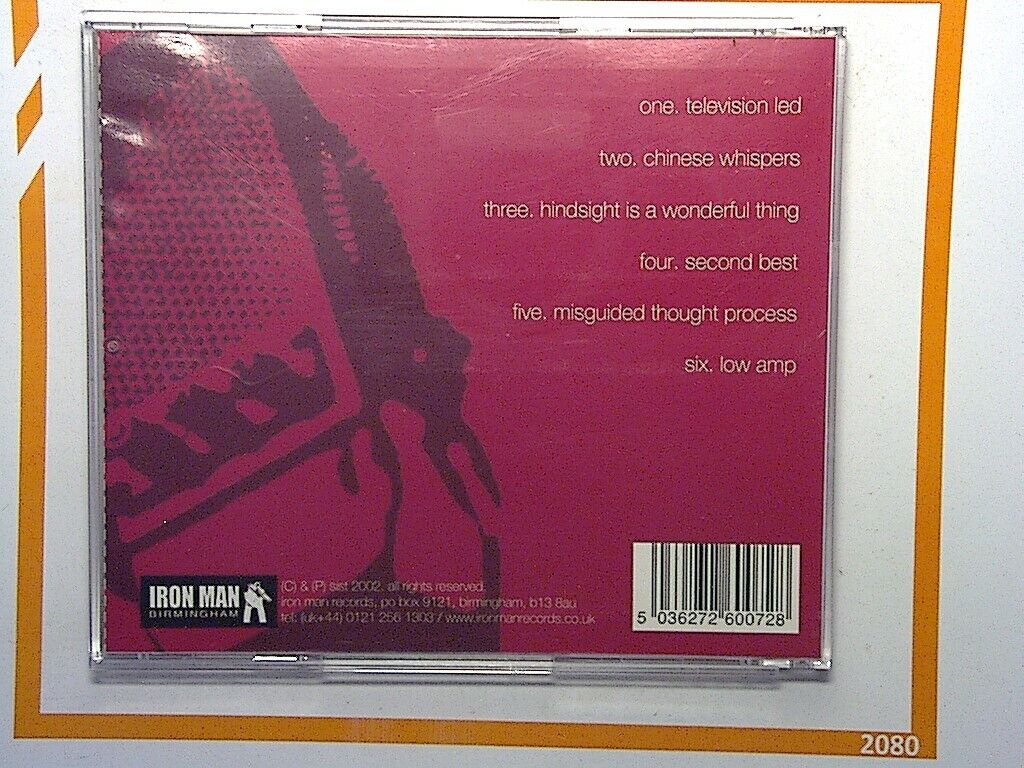 one. television led
two. chinese whispers
three. hindsight is a wonderful thing
four. second best
five. misguided thought process
six. low amp
IRON MAN
BIRMINGHAM
(C) & (P) sist 2002. all rights reserved.
iron man records, po box 9121, birmingham, b13 8au
tel: (uk+44) 0121 256 1303 / www.ironmanrecords.co.uk
5 036272 600728
2080